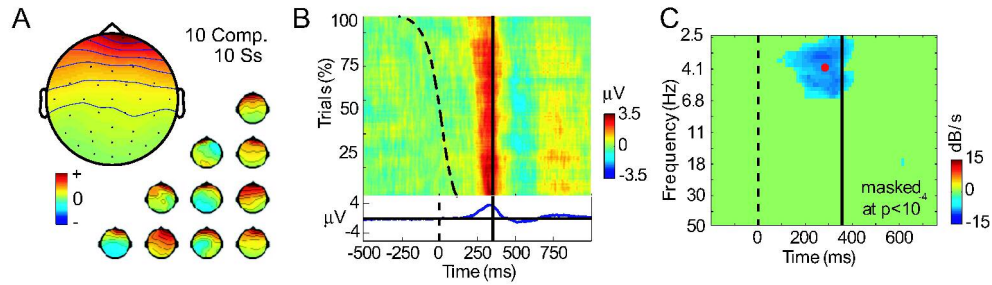 A
10 Comp.
10 Ss
+
0
-
B
Trials (%)
100
75
50
25
μV
3.5
0
-3.5
μV
4
-4
-500 -250 0 250 500 750
Time (ms)
C
Frequency (Hz)
2.5
4.1
6.8
11
18
30
50
masked
at p<10-4
0 200 400 600
Time (ms)
dB/s
15
0
-15